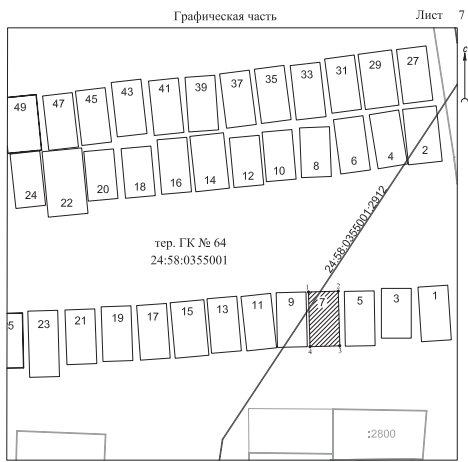 Графическая часть Лист 7
с
49 47 45 43 41 39 37 35 33 31 29 27
24 22 20 18 16 14 12 10 8 6 4 2
тер. ГК № 64
24:58:0355001
24:58:0355001:2912
5 23 21 19 17 15 13 11 9 7 5 3 1
1 2
4 3
:2800